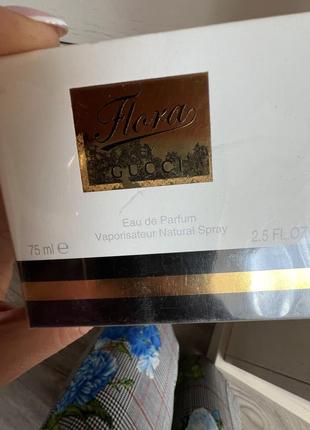 Flora
GUCCI
Eau de Parfum
Vaporisateur Natural Spray
75 ml ℮
2.5 FL.OZ